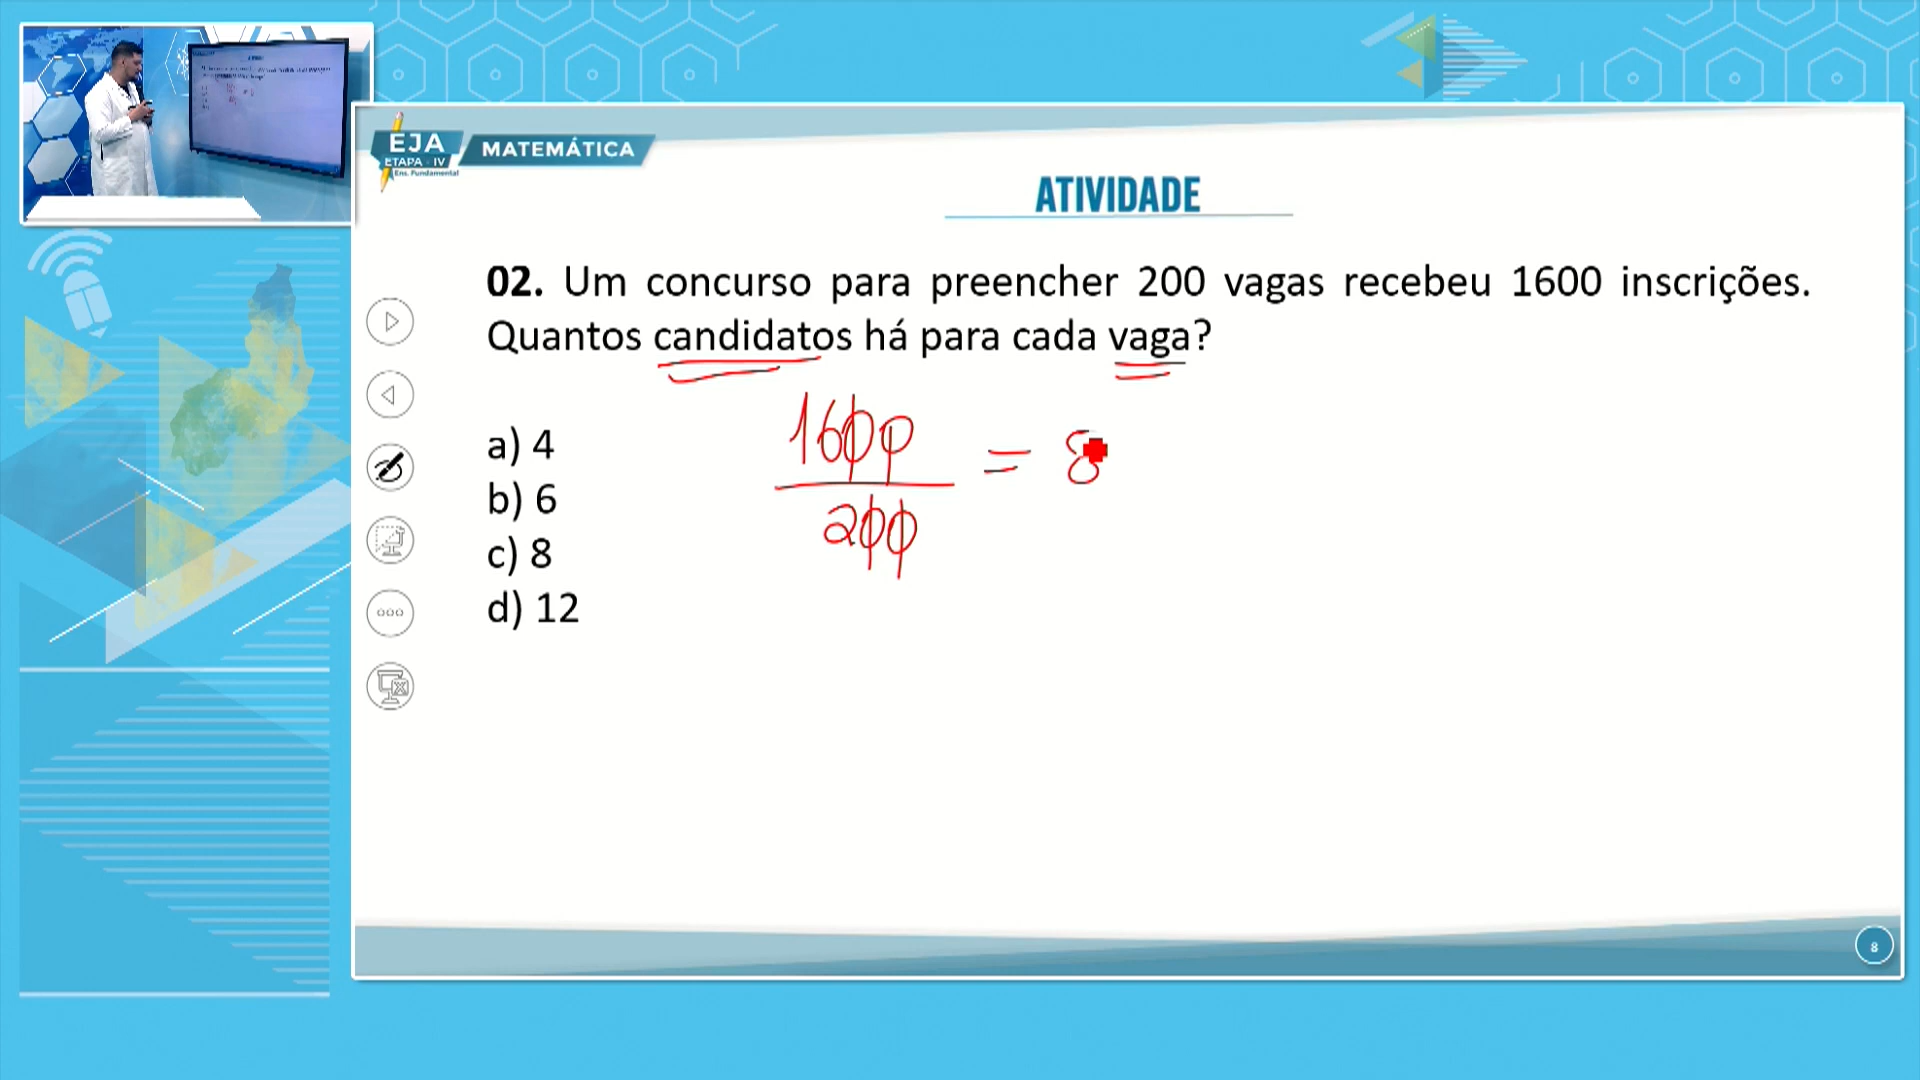 EJA
ETAPA - IV
Ens. Fundamental
MATEMÁTICA
ATIVIDADE
02. Um concurso para preencher 200 vagas recebeu 1600 inscrições.
Quantos candidatos há para cada vaga?
a) 4
b) 6
c) 8
d) 12
1600
= 8
200
8